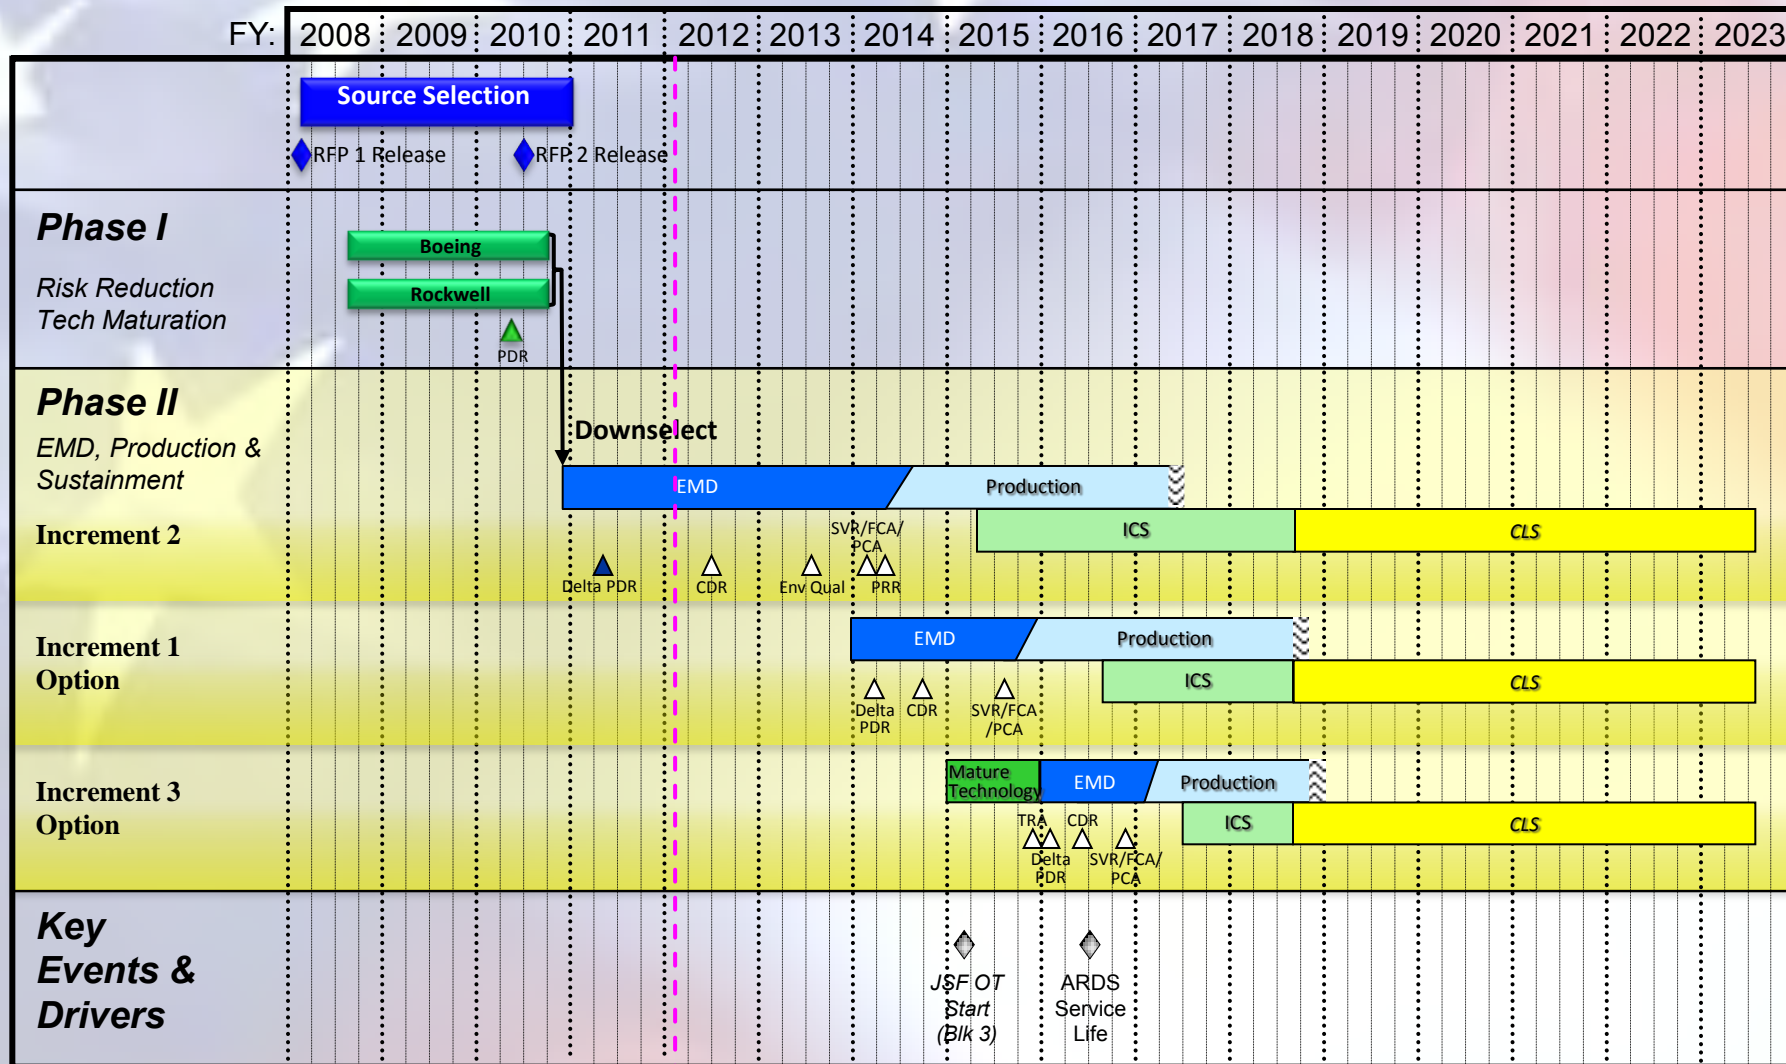 FY: 2008 2009 2010 2011 2012 2013 2014 2015 2016 2017 2018 2019 2020 2021 2022 2023
Source Selection
RFP 1 Release
RFP 2 Release
Phase I
Risk Reduction
Tech Maturation
Boeing
Rockwell
PDR
Phase II
EMD, Production &
Sustainment
Downselect
EMD
Production
Increment 2
ICS
CLS
SVR/FCA/
PCA
Delta PDR
CDR
Env Qual
PRR
Increment 1
Option
EMD
Production
ICS
CLS
Delta
PDR
CDR
SVR/FCA
/PCA
Increment 3
Option
Mature
Technology
EMD
Production
ICS
CLS
TRA
Delta
PDR
CDR
SVR/FCA/
PCA
Key
Events &
Drivers
JSF OT
Start
(Blk 3)
ARDS
Service
Life